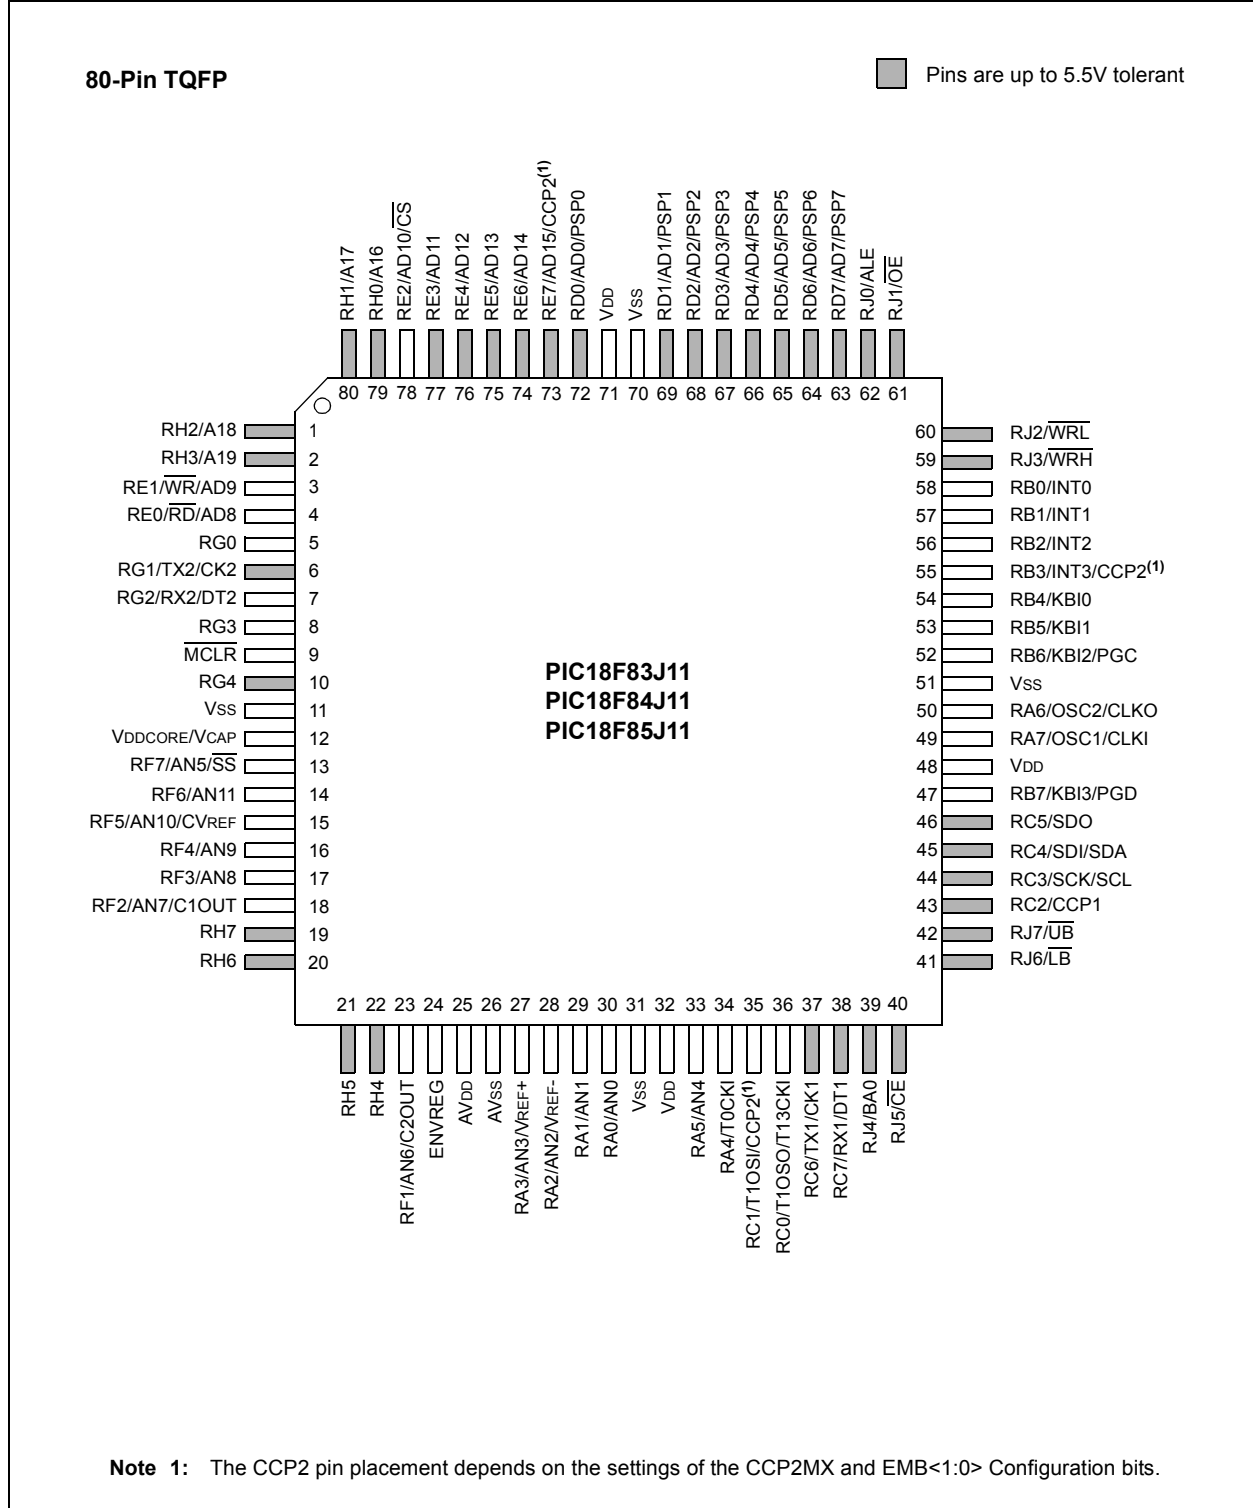 80-Pin TQFP
Pins are up to 5.5V tolerant
RH1/A17
RH0/A16
RE2/AD10/C̅S̅
RE3/AD11
RE4/AD12
RE5/AD13
RE6/AD14
RE7/AD15/CCP2(1)
RD0/AD0/PSP0
VDD
VSS
RD1/AD1/PSP1
RD2/AD2/PSP2
RD3/AD3/PSP3
RD4/AD4/PSP4
RD5/AD5/PSP5
RD6/AD6/PSP6
RD7/AD7/PSP7
RJ0/ALE
RJ1/O̅E̅
80 79 78 77 76 75 74 73 72 71 70 69 68 67 66 65 64 63 62 61
RH2/A18 1
RH3/A19 2
RE1/W̅R̅/AD9 3
RE0/R̅D̅/AD8 4
RG0 5
RG1/TX2/CK2 6
RG2/RX2/DT2 7
RG3 8
M̅C̅L̅R̅ 9
RG4 10
VSS 11
VDDCORE/VCAP 12
RF7/AN5/S̅S̅ 13
RF6/AN11 14
RF5/AN10/CVREF 15
RF4/AN9 16
RF3/AN8 17
RF2/AN7/C1OUT 18
RH7 19
RH6 20
PIC18F83J11
PIC18F84J11
PIC18F85J11
60 RJ2/W̅R̅L̅
59 RJ3/W̅R̅H̅
58 RB0/INT0
57 RB1/INT1
56 RB2/INT2
55 RB3/INT3/CCP2(1)
54 RB4/KBI0
53 RB5/KBI1
52 RB6/KBI2/PGC
51 VSS
50 RA6/OSC2/CLKO
49 RA7/OSC1/CLKI
48 VDD
47 RB7/KBI3/PGD
46 RC5/SDO
45 RC4/SDI/SDA
44 RC3/SCK/SCL
43 RC2/CCP1
42 RJ7/U̅B̅
41 RJ6/L̅B̅
21 22 23 24 25 26 27 28 29 30 31 32 33 34 35 36 37 38 39 40
RH5
RH4
RF1/AN6/C2OUT
ENVREG
AVDD
AVSS
RA3/AN3/VREF+
RA2/AN2/VREF-
RA1/AN1
RA0/AN0
VSS
VDD
RA5/AN4
RA4/T0CKI
RC1/T1OSI/CCP2(1)
RC0/T1OSO/T13CKI
RC6/TX1/CK1
RC7/RX1/DT1
RJ4/BA0
RJ5/C̅E̅
Note 1: The CCP2 pin placement depends on the settings of the CCP2MX and EMB<1:0> Configuration bits.